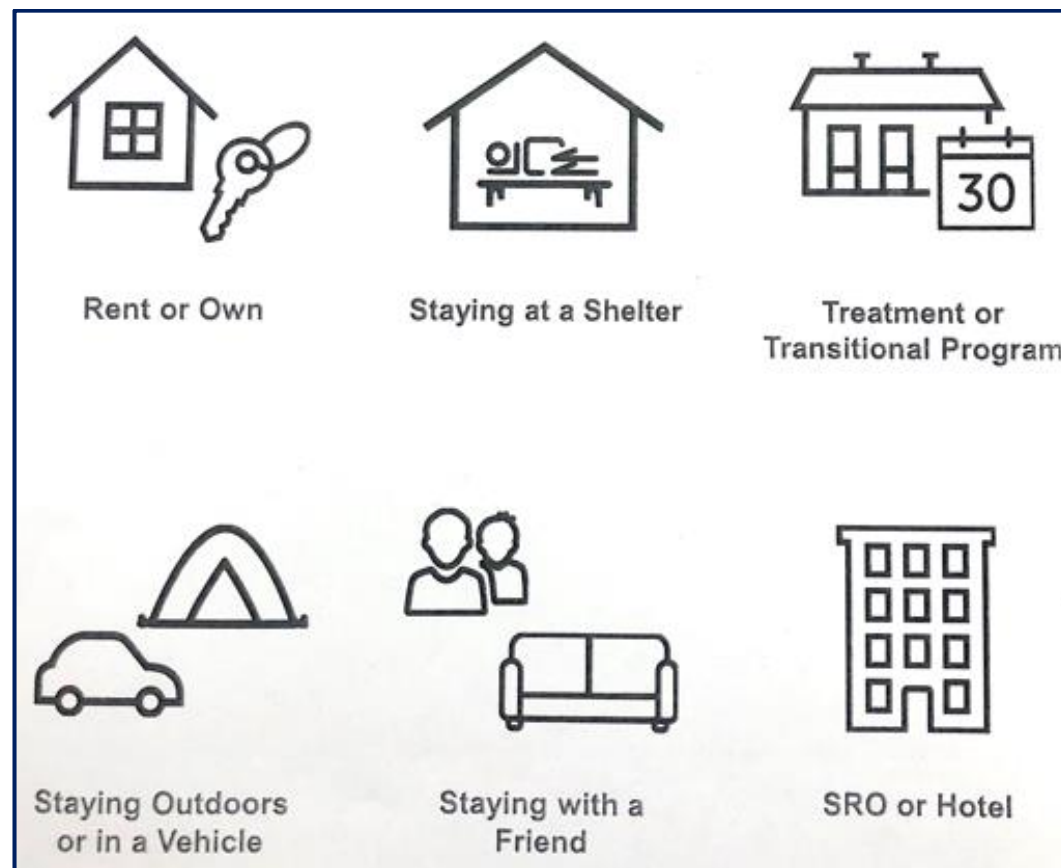 30
Rent or Own
Staying at a Shelter
Treatment or
Transitional Program
Staying Outdoors
or in a Vehicle
Staying with a
Friend
SRO or Hotel